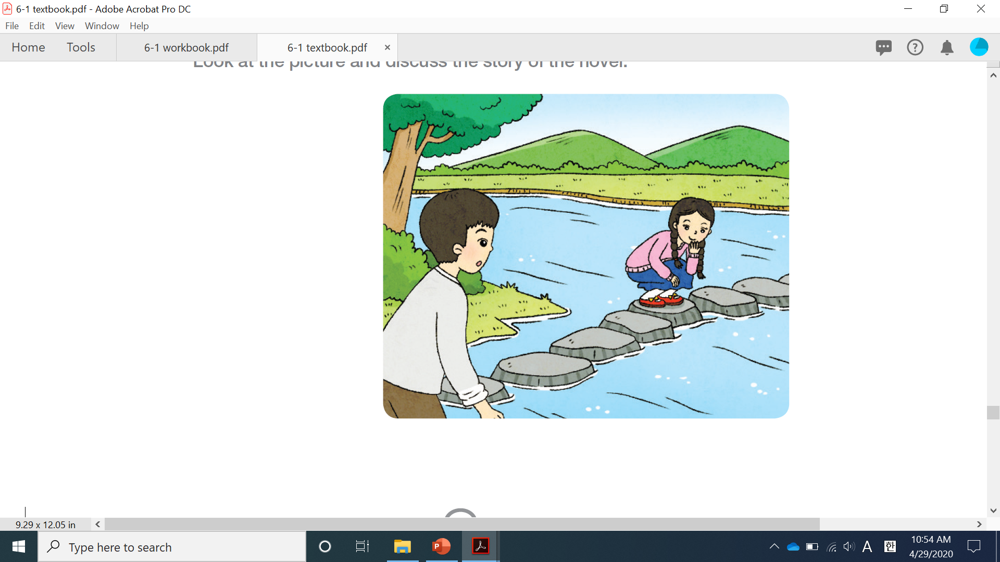 6-1 textbook.pdf - Adobe Acrobat Pro DC
File Edit View Window Help
Home Tools 6-1 workbook.pdf 6-1 textbook.pdf ×
Look at the picture and discuss the story of the novel.
9.29 x 12.05 in
Type here to search
P
A
한
10:54 AM
4/29/2020